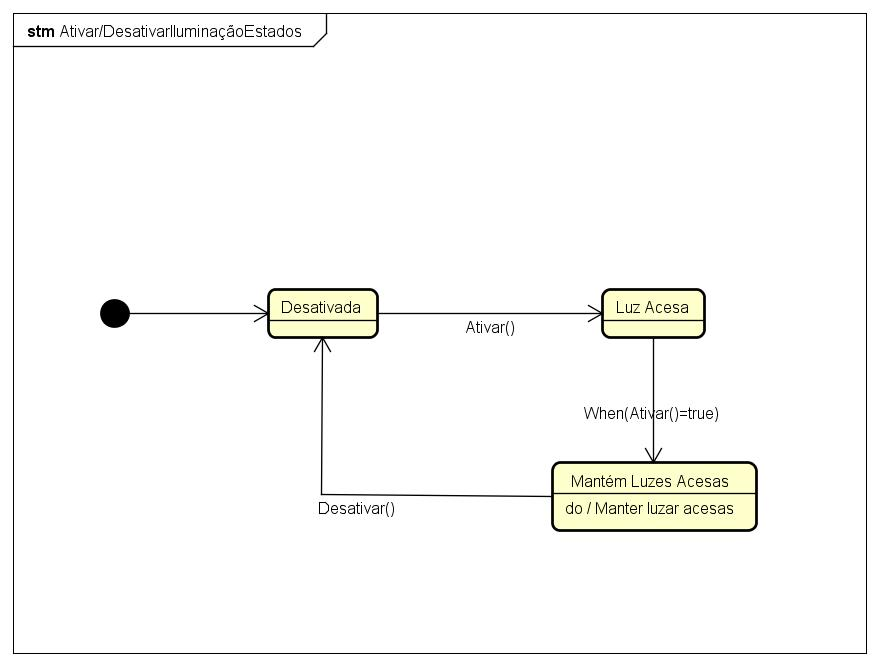 stm Ativar/DesativarIluminaçãoEstados
Desativada
Luz Acesa
Ativar()
When(Ativar()=true)
Mantém Luzes Acesas
do / Manter luzar acesas
Desativar()